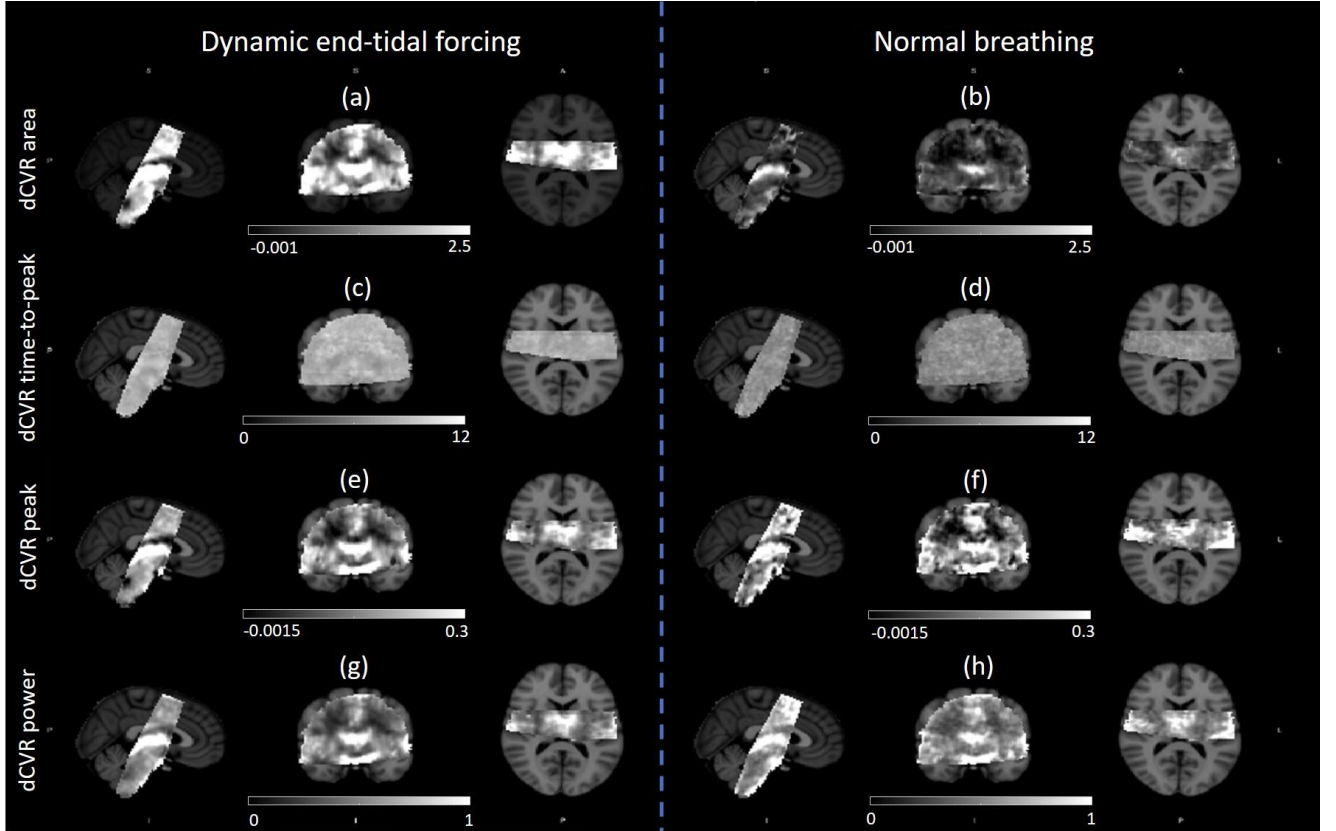 Dynamic end-tidal forcing
Normal breathing
S S A
S S A
dCVR area
(a)
(b)
P
L
-0.001 2.5
-0.001 2.5
dCVR time-to-peak
(c)
(d)
P
L
0 12
0 12
dCVR peak
(e)
(f)
P
L
-0.0015 0.3
-0.0015 0.3
dCVR power
(g)
(h)
P
L
0 1
0 1
I I P
I I P